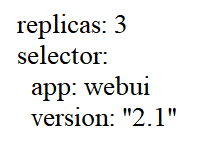 replicas: 3
selector:
  app: webui
  version: "2.1"